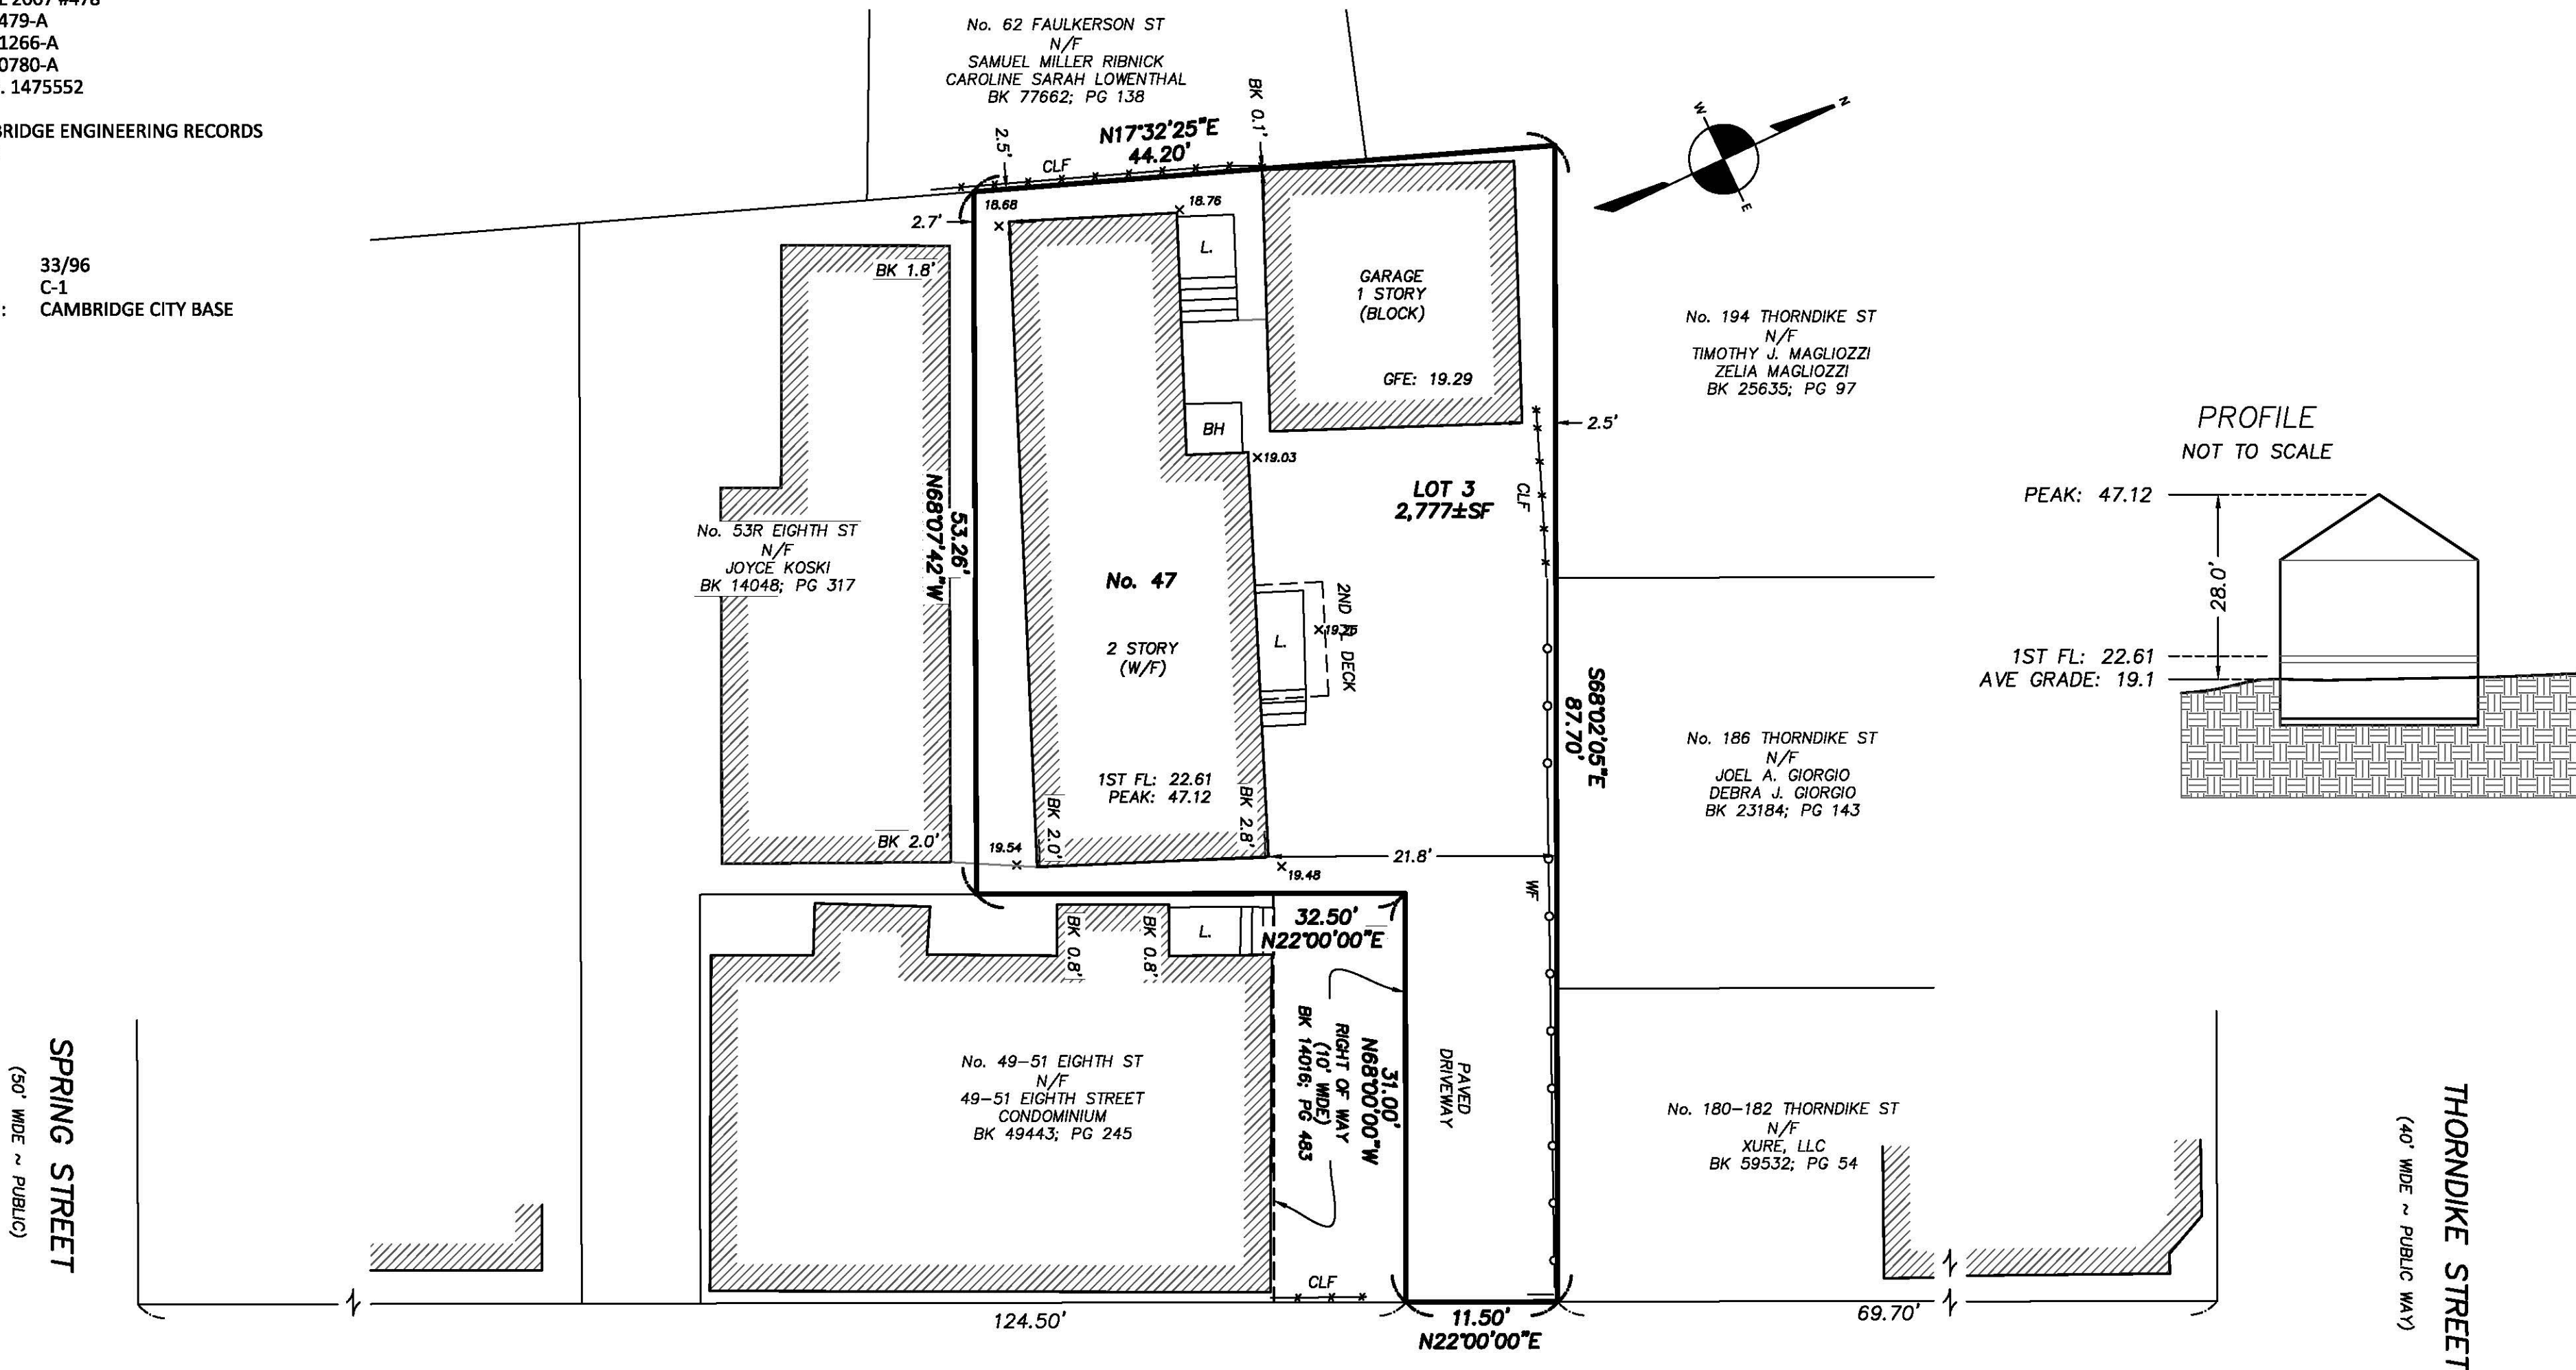 479-A
1266-A
0780-A
. 1475552
BRIDGE ENGINEERING RECORDS
33/96
C-1
: CAMBRIDGE CITY BASE
No. 62 FAULKERSON ST
N/F
SAMUEL MILLER RIBNICK
CAROLINE SARAH LOWENTHAL
BK 77662; PG 138
2.5'
CLF
N17°32'25"E
44.20'
BK 0.1'
W
N
E
18.68
18.76
2.7'
L.
BK 1.8'
GARAGE
1 STORY
(BLOCK)
GFE: 19.29
No. 194 THORNDIKE ST
N/F
TIMOTHY J. MAGLIOZZI
ZELIA MAGLIOZZI
BK 25635; PG 97
2.5'
BH
19.03
LOT 3
2,777±SF
CLF
PROFILE
NOT TO SCALE
PEAK: 47.12
28.0'
1ST FL: 22.61
AVE GRADE: 19.1
No. 53R EIGHTH ST
N/F
JOYCE KOSKI
BK 14048; PG 317
53.26'
N68°07'42"W
No. 47
2 STORY
(W/F)
L.
2ND FL DECK
S68°02'05"E
87.70'
No. 186 THORNDIKE ST
N/F
JOEL A. GIORGIO
DEBRA J. GIORGIO
BK 23184; PG 143
1ST FL: 22.61
PEAK: 47.12
BK 2.0'
BK 2.8'
BK 2.0'
19.54
21.8'
19.48
WF
BK 0.8'
BK 0.8'
L.
32.50'
N22°00'00"E
31.00'
N68°00'00"W
RIGHT OF WAY
(10' WIDE)
BK 14016; PG 483
PAVED
DRIVEWAY
No. 49-51 EIGHTH ST
N/F
49-51 EIGHTH STREET
CONDOMINIUM
BK 49443; PG 245
No. 180-182 THORNDIKE ST
N/F
XURE, LLC
BK 59532; PG 54
SPRING STREET
(50' WIDE ~ PUBLIC)
THORNDIKE STREET
(40' WIDE ~ PUBLIC WAY)
CLF
124.50'
11.50'
N22°00'00"E
69.70'